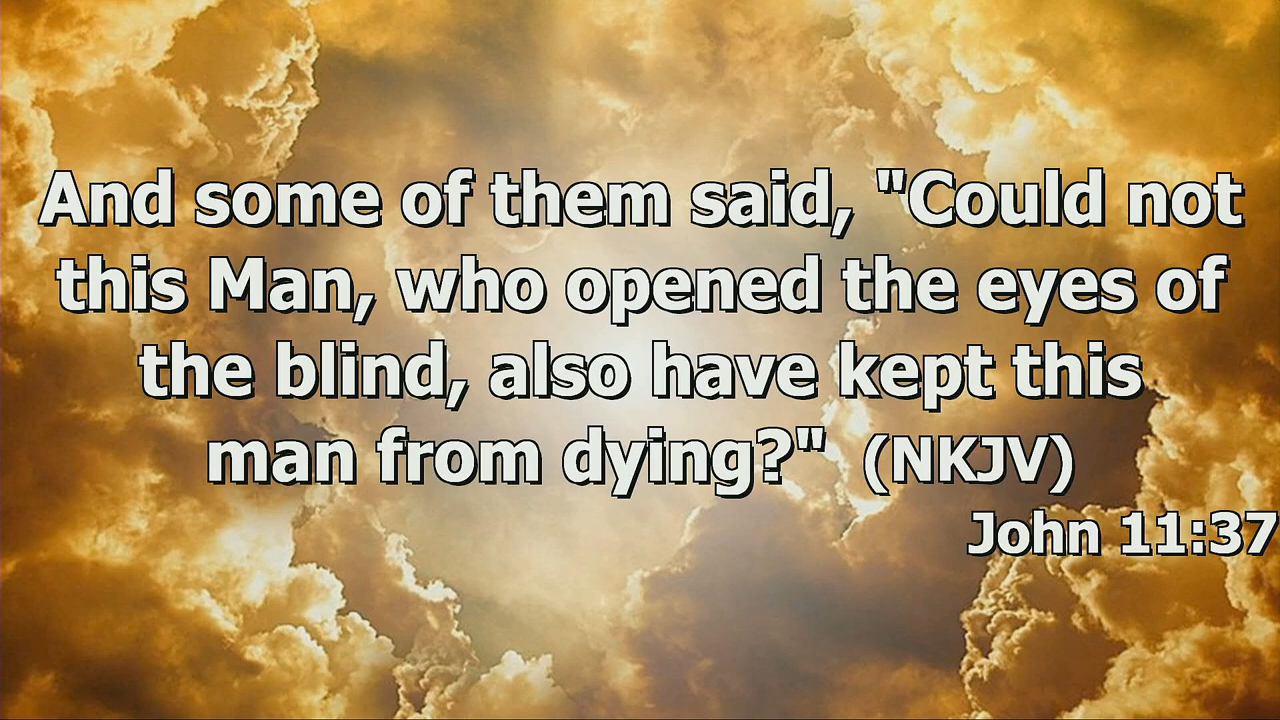 And some of them said, "Could not
this Man, who opened the eyes of
the blind, also have kept this
man from dying?" (NKJV)
John 11:37